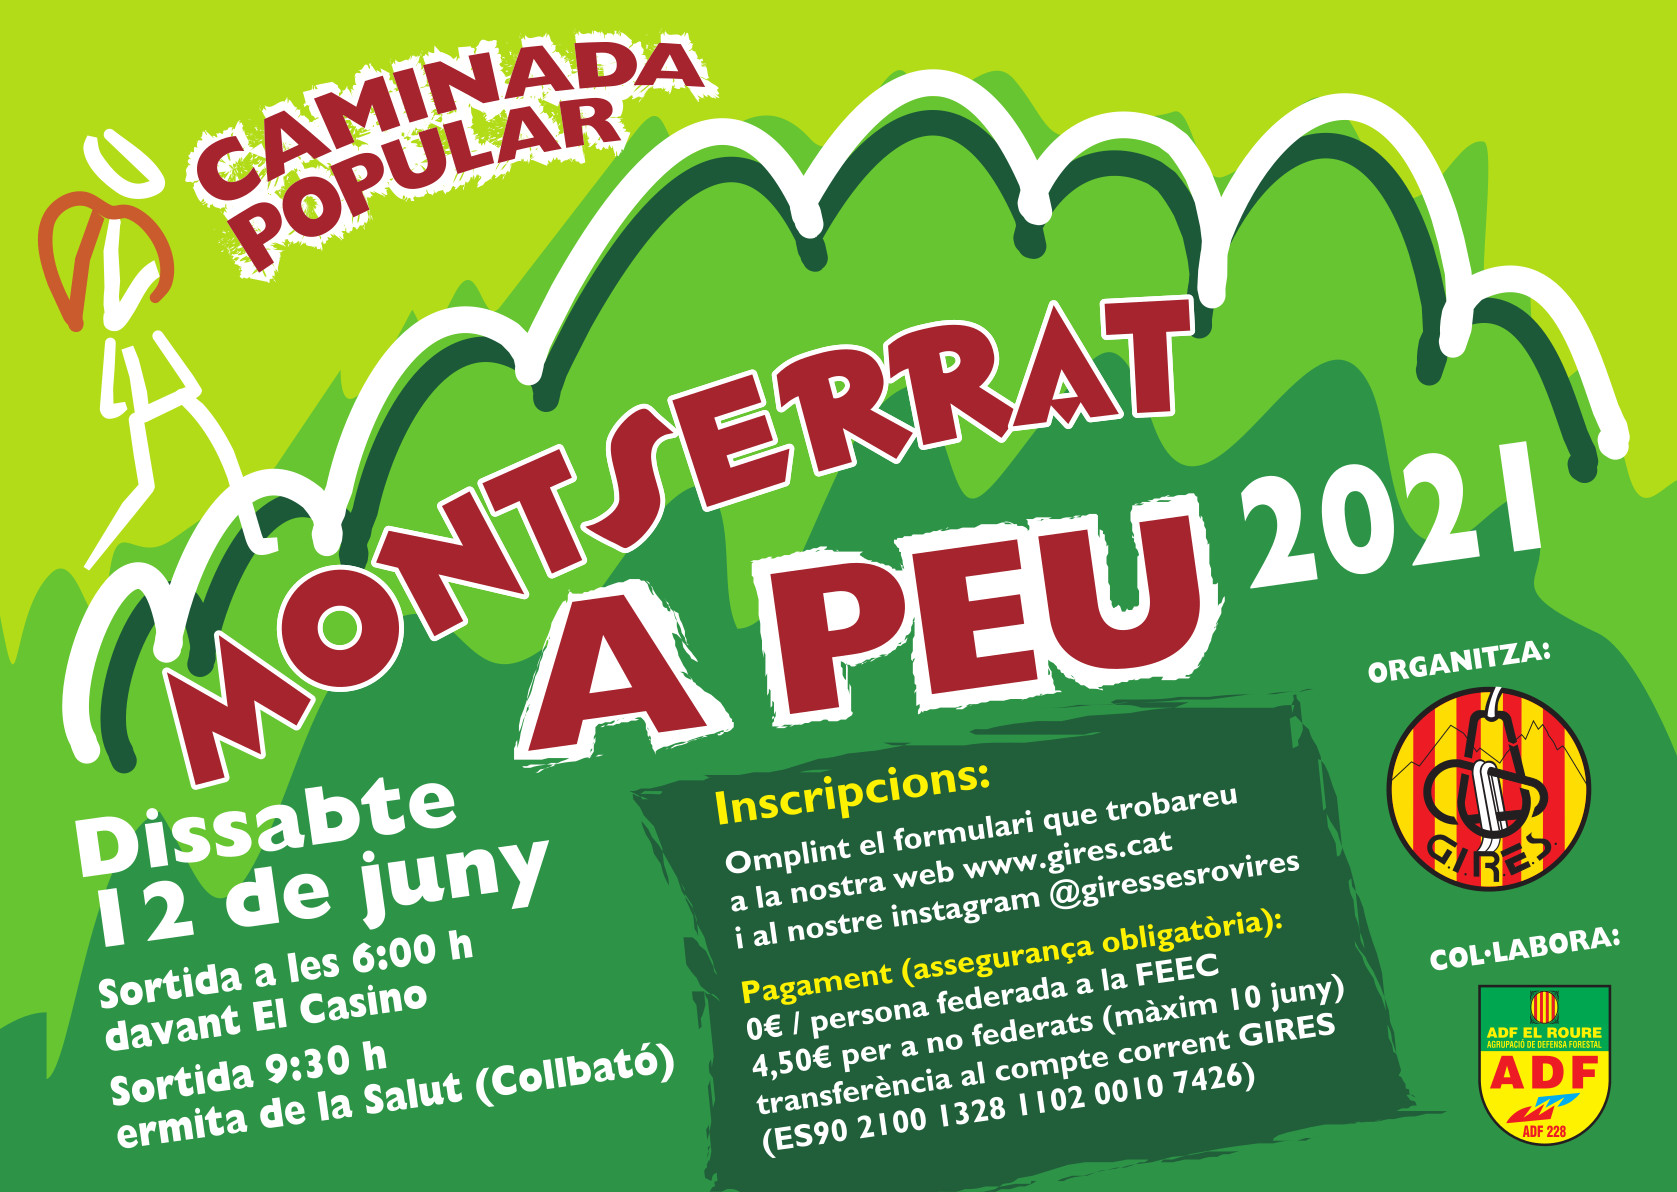 CAMINADA
POPULAR
MONTSERRAT
A PEU 2021
Dissabte
12 de juny
Sortida a les 6:00 h
davant El Casino
Sortida 9:30 h
ermita de la Salut (Collbató)
Inscripcions:
Omplint el formulari que trobareu
a la nostra web www.gires.cat
i al nostre instagram @giressesrovires
Pagament (assegurança obligatòria):
0€ / persona federada a la FEEC
4,50€ per a no federats (màxim 10 juny)
transferència al compte corrent GIRES
(ES90 2100 1328 1102 0010 7426)
ORGANITZA:
G.I.R.E.S.
COL·LABORA:
ADF EL ROURE
AGRUPACIÓ DE DEFENSA FORESTAL
ADF
ADF 228